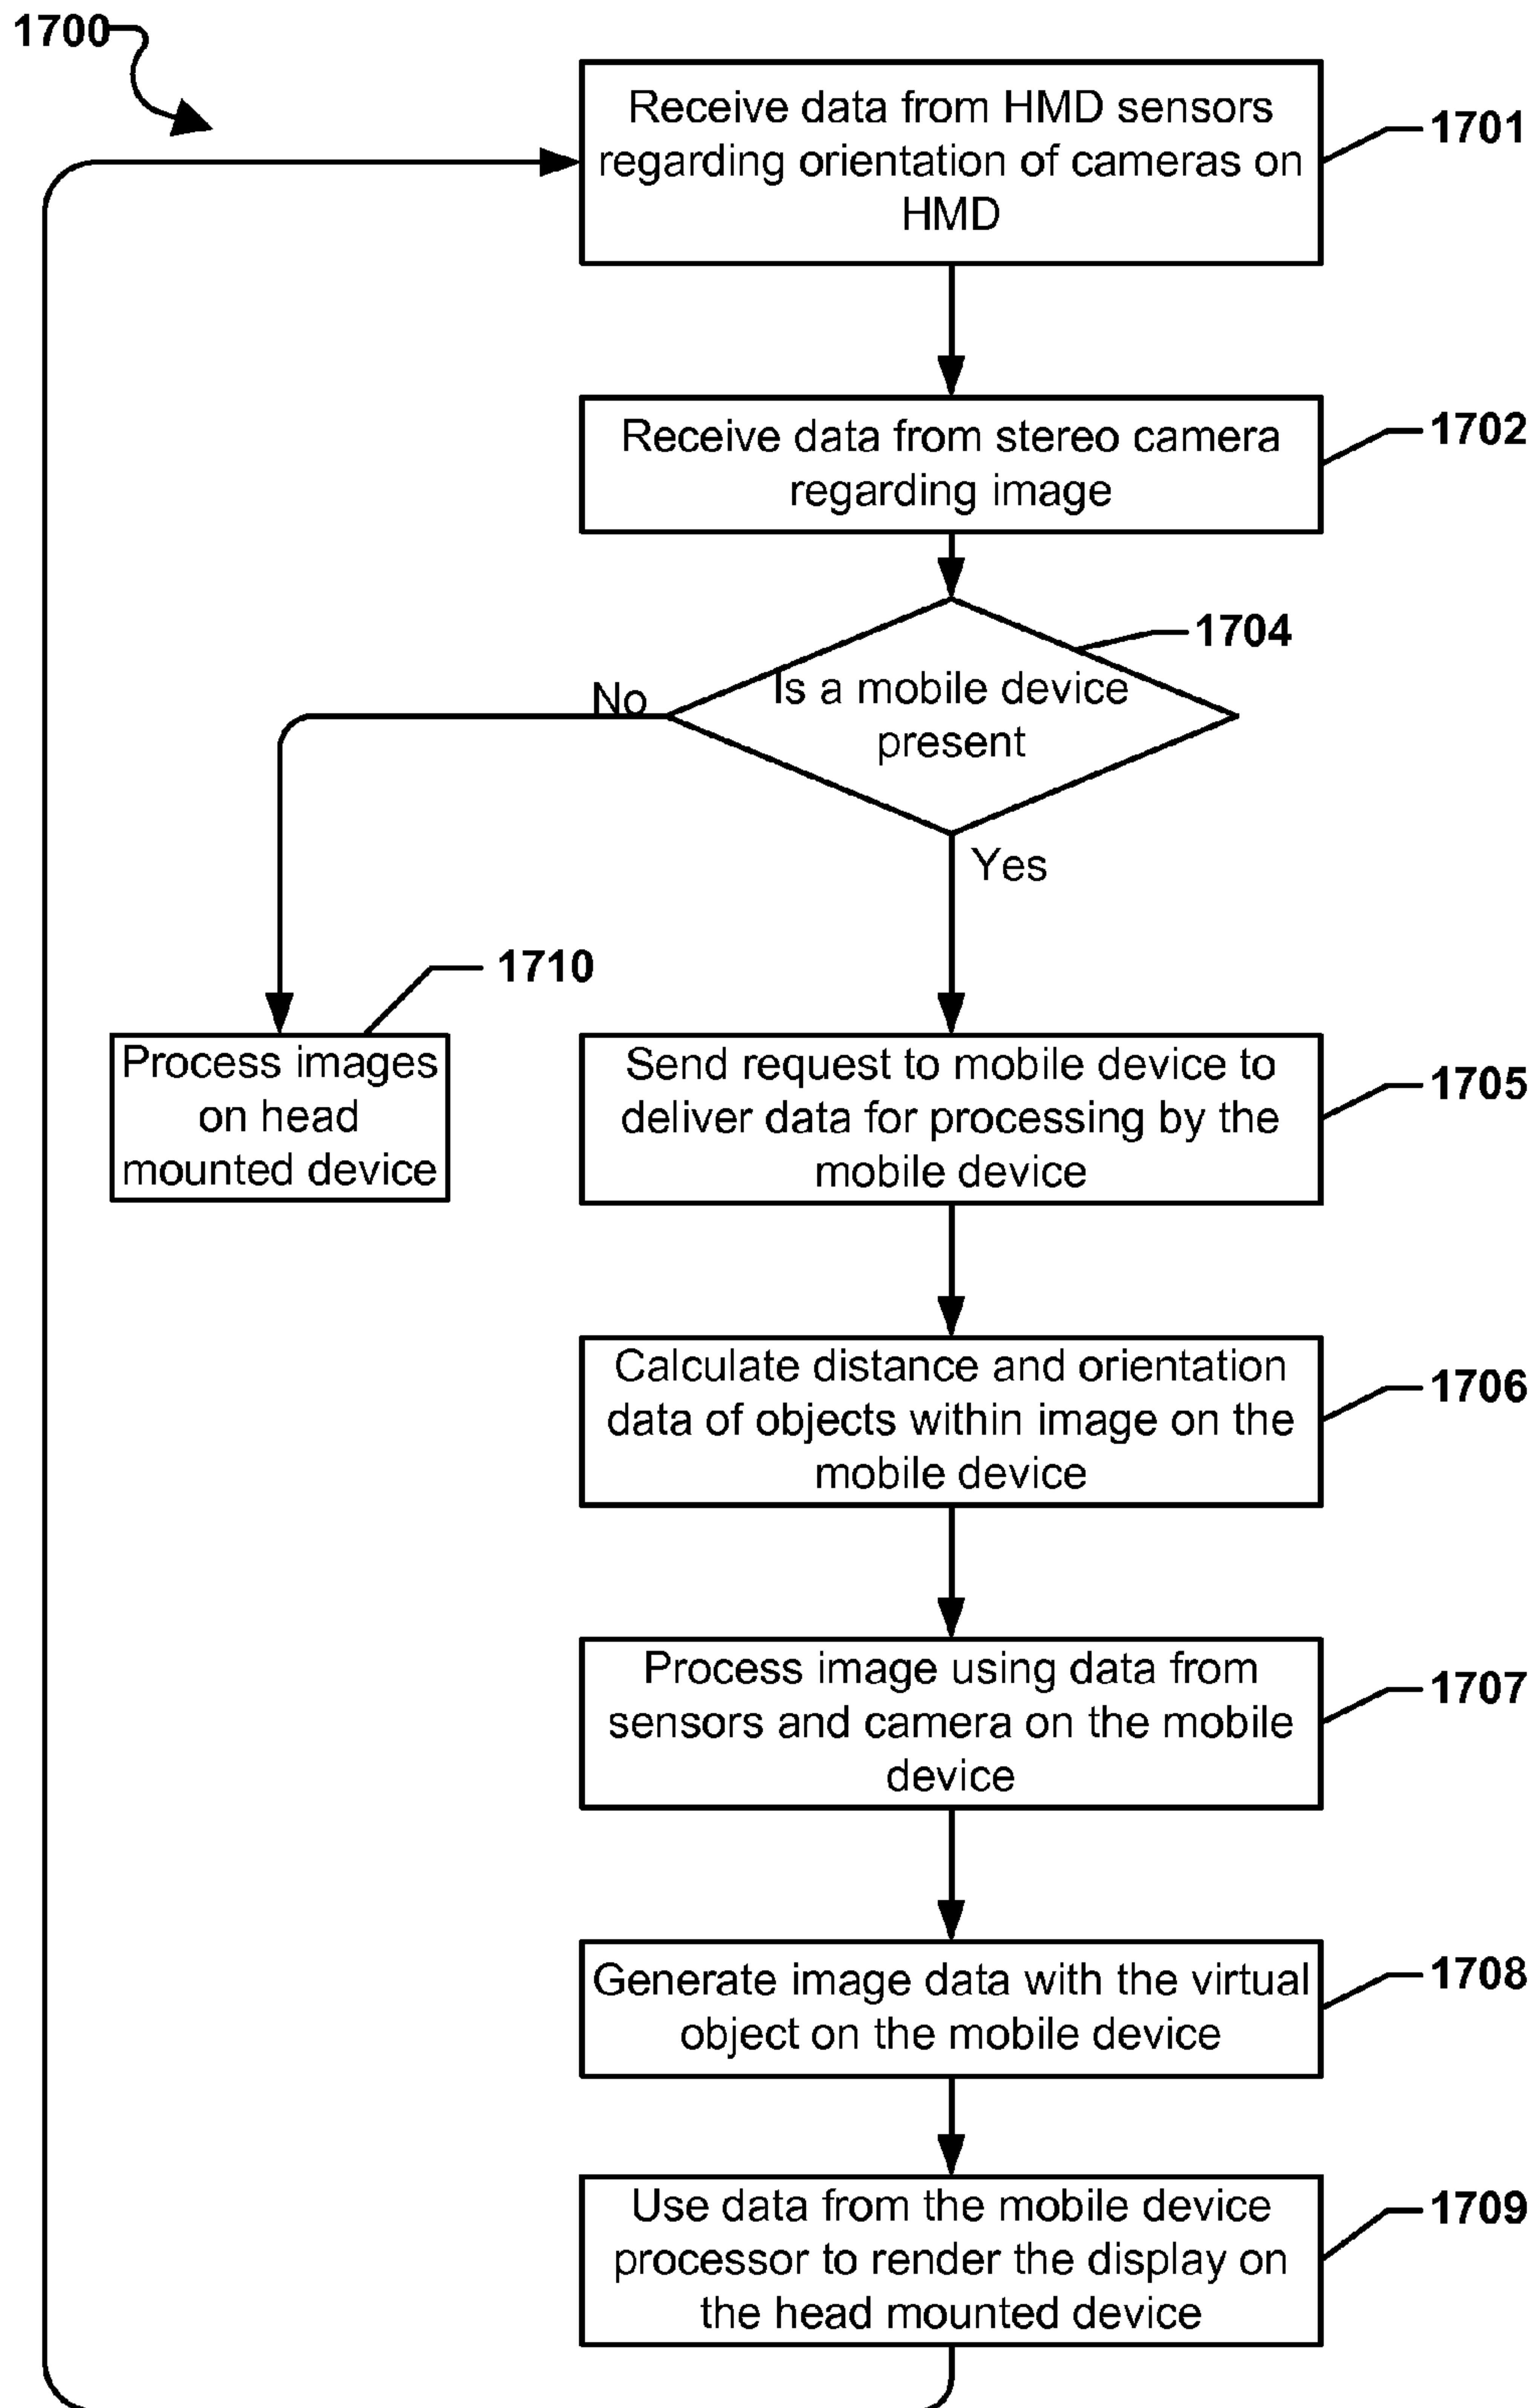 1700
Receive data from HMD sensors
regarding orientation of cameras on
HMD
1701
Receive data from stereo camera
regarding image
1702
1704
Is a mobile device
present
No
Yes
1710
Process images
on head
mounted device
Send request to mobile device to
deliver data for processing by the
mobile device
1705
Calculate distance and orientation
data of objects within image on the
mobile device
1706
Process image using data from
sensors and camera on the mobile
device
1707
Generate image data with the virtual
object on the mobile device
1708
Use data from the mobile device
processor to render the display on
the head mounted device
1709